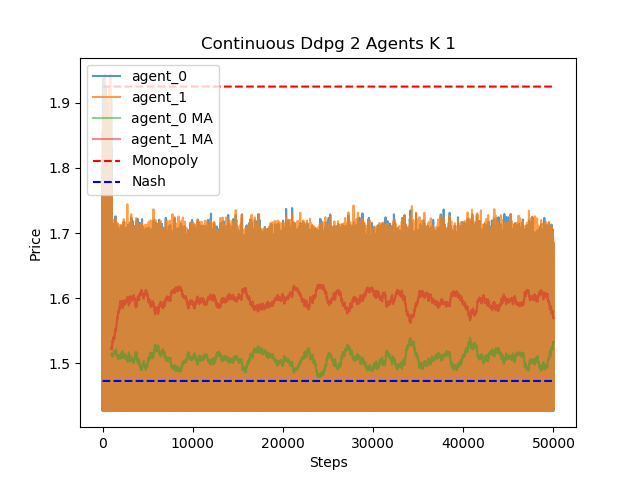 Continuous Ddpg 2 Agents K 1
agent_0
agent_1
agent_0 MA
agent_1 MA
Monopoly
Nash
1.9
1.8
1.7
1.6
1.5
Price
0
10000
20000
30000
40000
50000
Steps